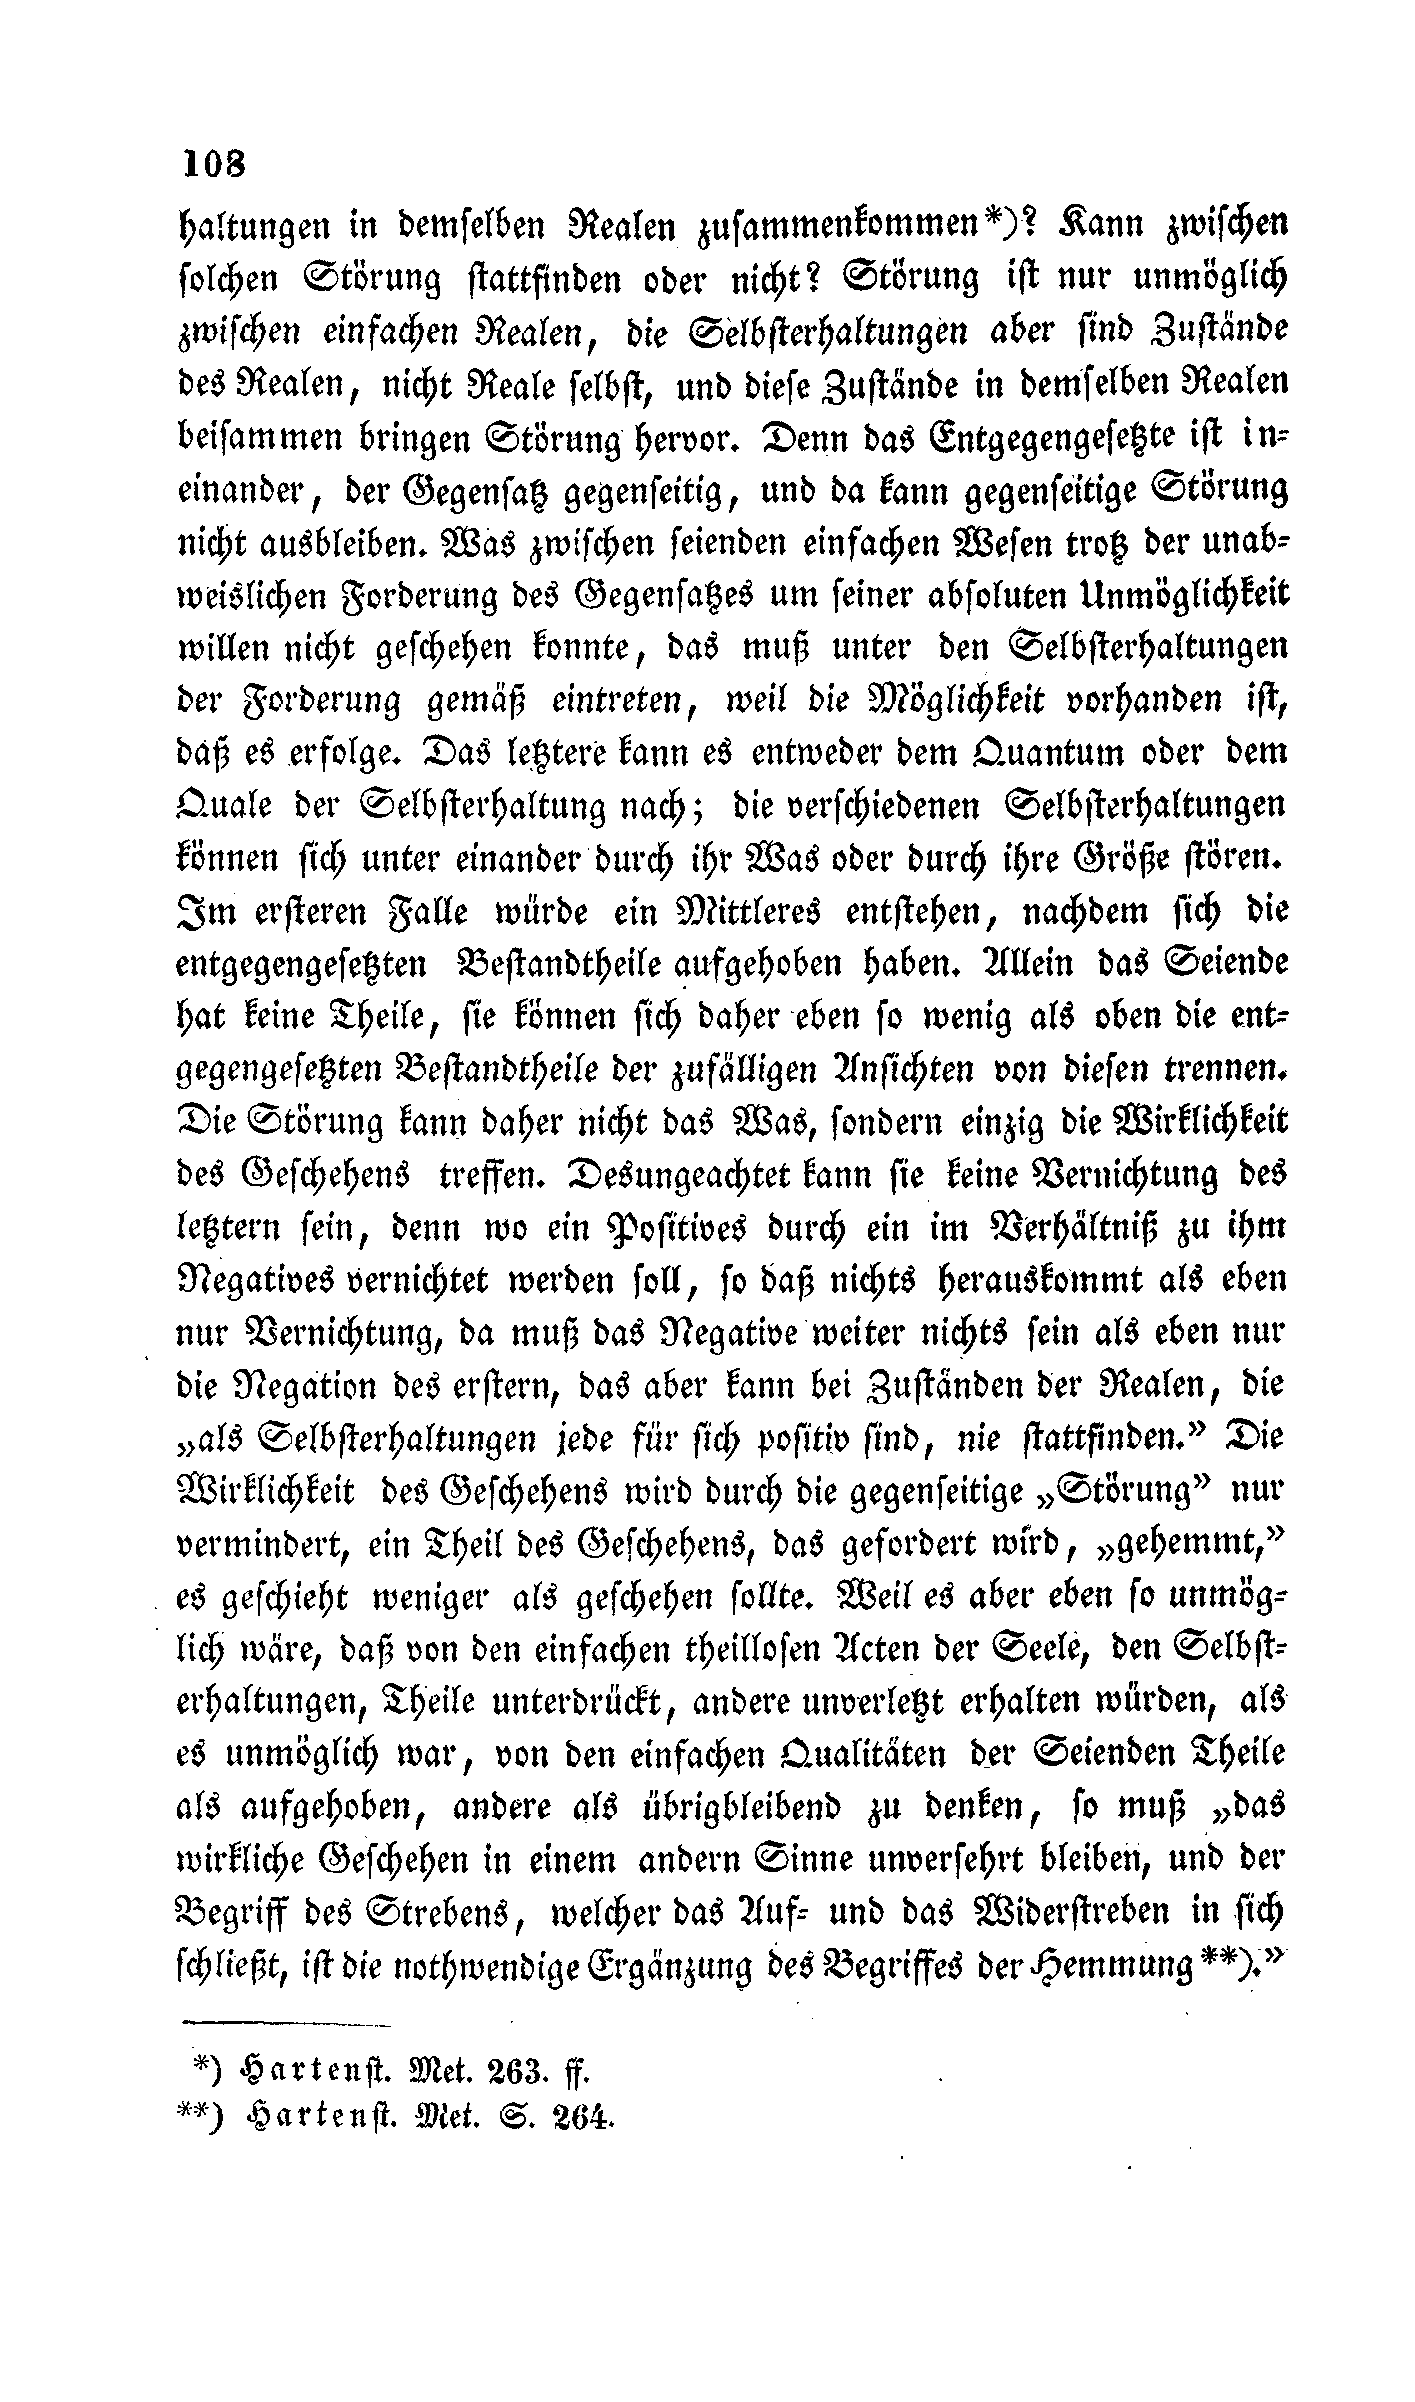 108
haltungen in demselben Realen zusammenkommen*)? Kann zwischen
solchen Störung stattfinden oder nicht? Störung ist nur unmöglich
zwischen einfachen Realen, die Selbsterhaltungen aber sind Zustände
des Realen, nicht Reale selbst, und diese Zustände in demselben Realen
beisammen bringen Störung hervor. Denn das Entgegengesetzte ist in-
einander, der Gegensatz gegenseitig, und da kann gegenseitige Störung
nicht ausbleiben. Was zwischen seienden einfachen Wesen trotz der unab-
weislichen Forderung des Gegensatzes um seiner absoluten Unmöglichkeit
willen nicht geschehen konnte, das muß unter den Selbsterhaltungen
der Forderung gemäß eintreten, weil die Möglichkeit vorhanden ist,
daß es erfolge. Das letztere kann es entweder dem Quantum oder dem
Quale der Selbsterhaltung nach; die verschiedenen Selbsterhaltungen
können sich unter einander durch ihr Was oder durch ihre Größe stören.
Im ersteren Falle würde ein Mittleres entstehen, nachdem sich die
entgegengesetzten Bestandtheile aufgehoben haben. Allein das Seiende
hat keine Theile, sie können sich daher eben so wenig als oben die ent-
gegengesetzten Bestandtheile der zufälligen Ansichten von diesen trennen.
Die Störung kann daher nicht das Was, sondern einzig die Wirklichkeit
des Geschehens treffen. Desungeachtet kann sie keine Vernichtung des
letztern sein, denn wo ein Positives durch ein im Verhältniß zu ihm
Negatives vernichtet werden soll, so daß nichts herauskommt als eben
nur Vernichtung, da muß das Negative weiter nichts sein als eben nur
die Negation des erstern, das aber kann bei Zuständen der Realen, die
„als Selbsterhaltungen jede für sich positiv sind, nie stattfinden.” Die
Wirklichkeit des Geschehens wird durch die gegenseitige „Störung” nur
vermindert, ein Theil des Geschehens, das gefordert wird, „gehemmt,”
es geschieht weniger als geschehen sollte. Weil es aber eben so unmög-
lich wäre, daß von den einfachen theillosen Acten der Seele, den Selbst-
erhaltungen, Theile unterdrückt, andere unverletzt erhalten würden, als
es unmöglich war, von den einfachen Qualitäten der Seienden Theile
als aufgehoben, andere als übrigbleibend zu denken, so muß „das
wirkliche Geschehen in einem andern Sinne unversehrt bleiben, und der
Begriff des Strebens, welcher das Auf- und das Widerstreben in sich
schließt, ist die nothwendige Ergänzung des Begriffes der Hemmung**).”
*) Hartenst. Met. 263. ff.
**) Hartenst. Met. S. 264.